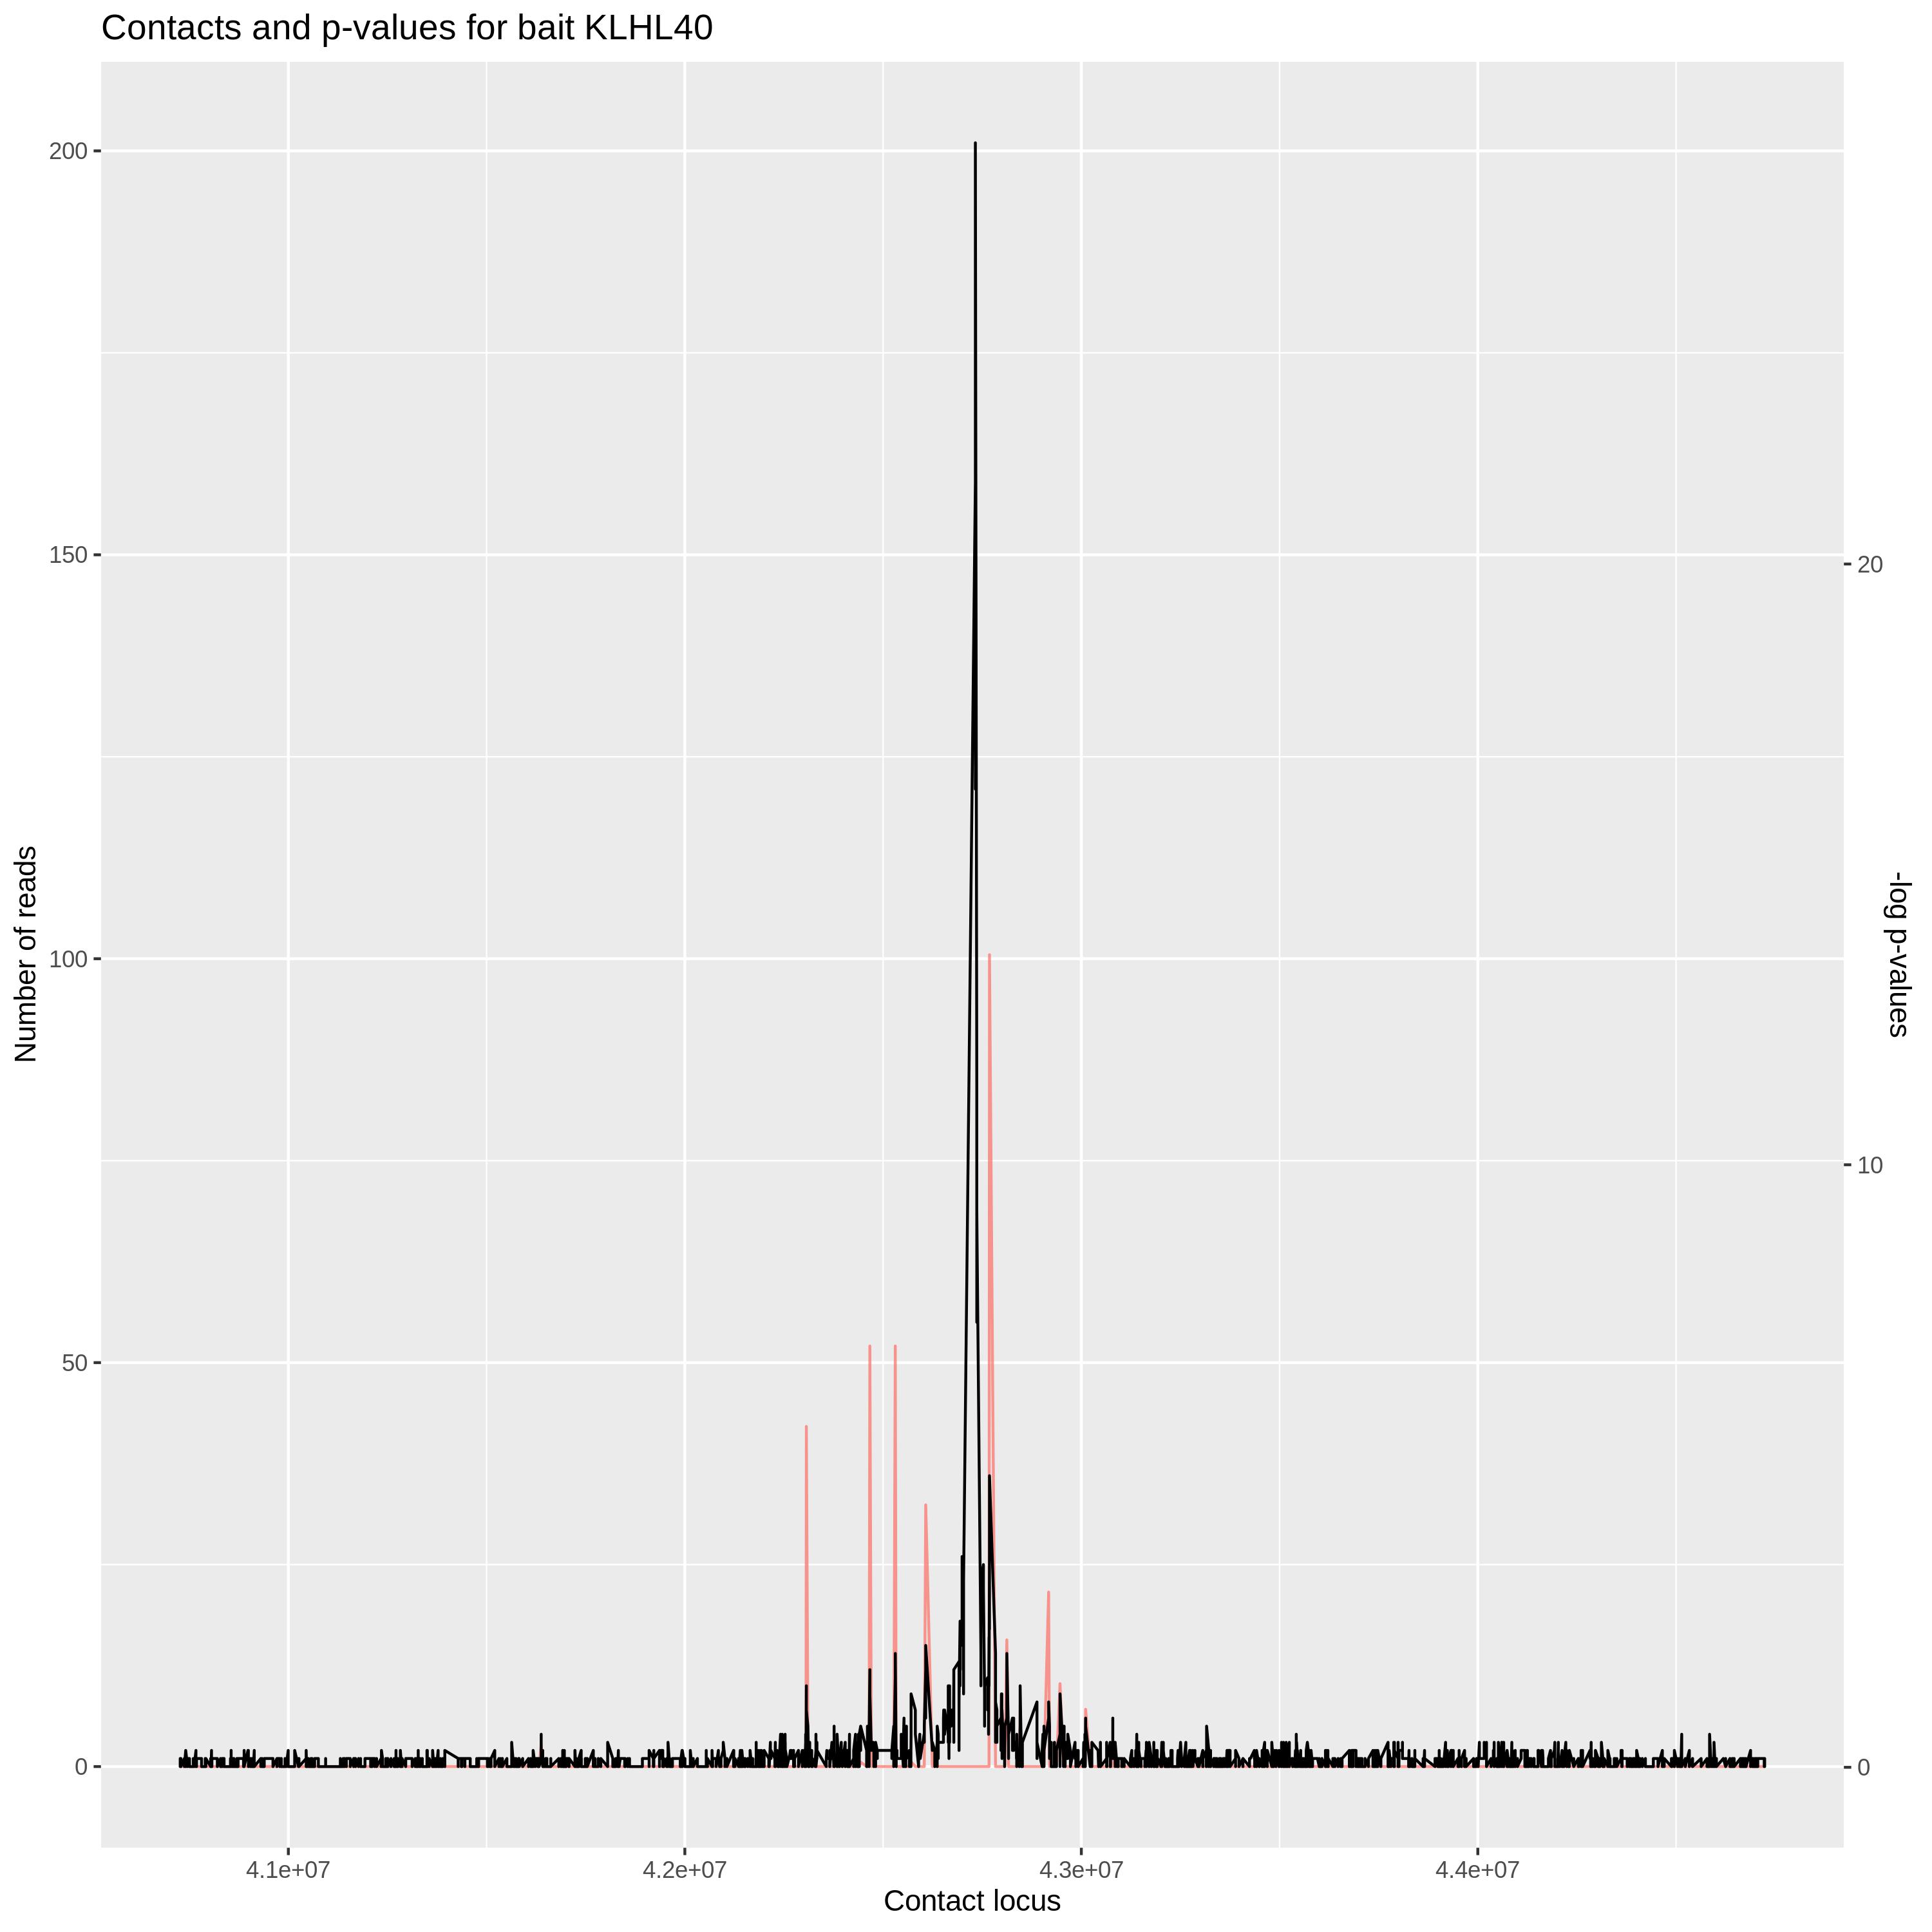 Contacts and p-values for bait KLHL40
Number of reads
200
150
100
50
0
20
10
0
-log p-values
4.1e+07 4.2e+07 4.3e+07 4.4e+07
Contact locus